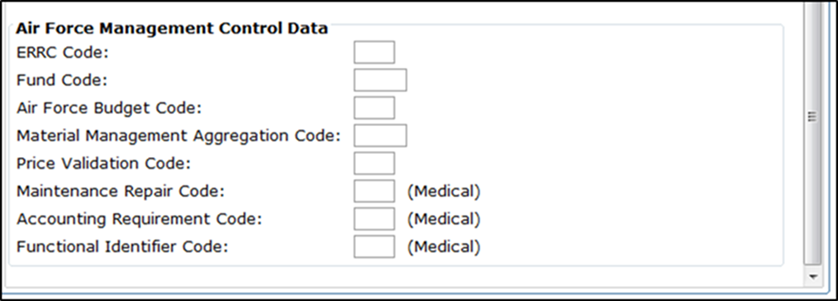 Air Force Management Control Data
ERRC Code:
Fund Code:
Air Force Budget Code:
Material Management Aggregation Code:
Price Validation Code:
Maintenance Repair Code: (Medical)
Accounting Requirement Code: (Medical)
Functional Identifier Code: (Medical)